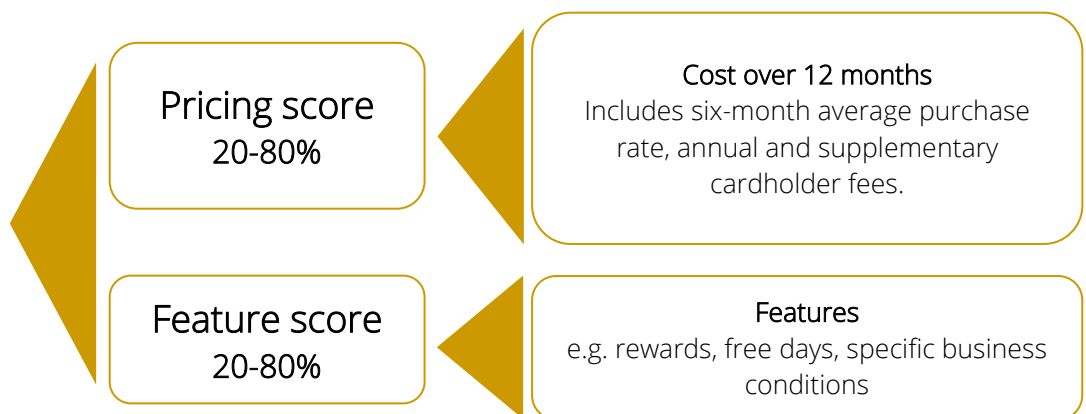 Pricing score
20-80%
Cost over 12 months
Includes six-month average purchase
rate, annual and supplementary
cardholder fees.
Feature score
20-80%
Features
e.g. rewards, free days, specific business
conditions